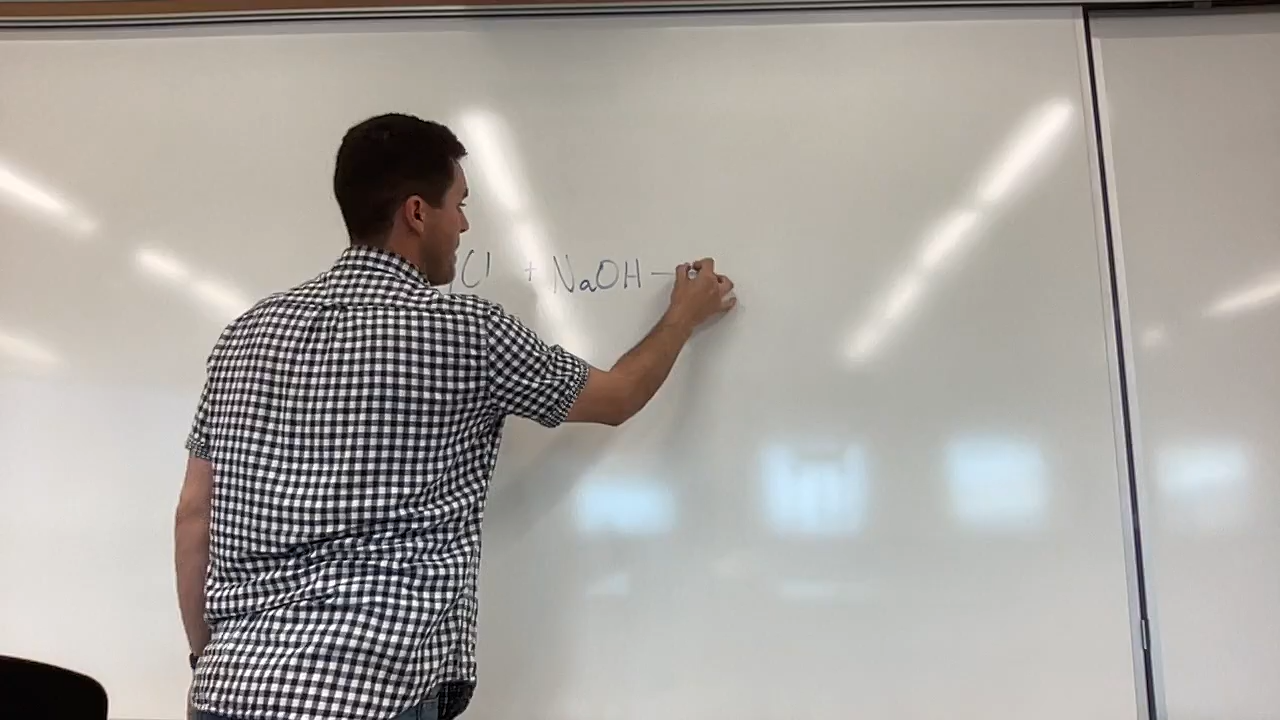 Cl + NaOH —